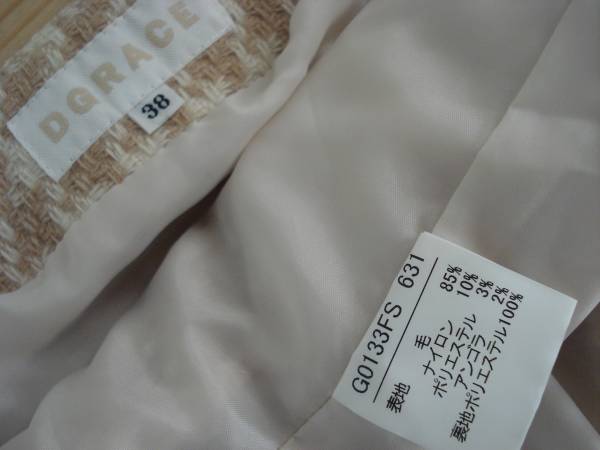 DGRACE
38
G0133FS 631
表地 毛 85%
ナイロン 10%
ポリエステル 3%
アンゴラ 2%
裏地ポリエステル100%